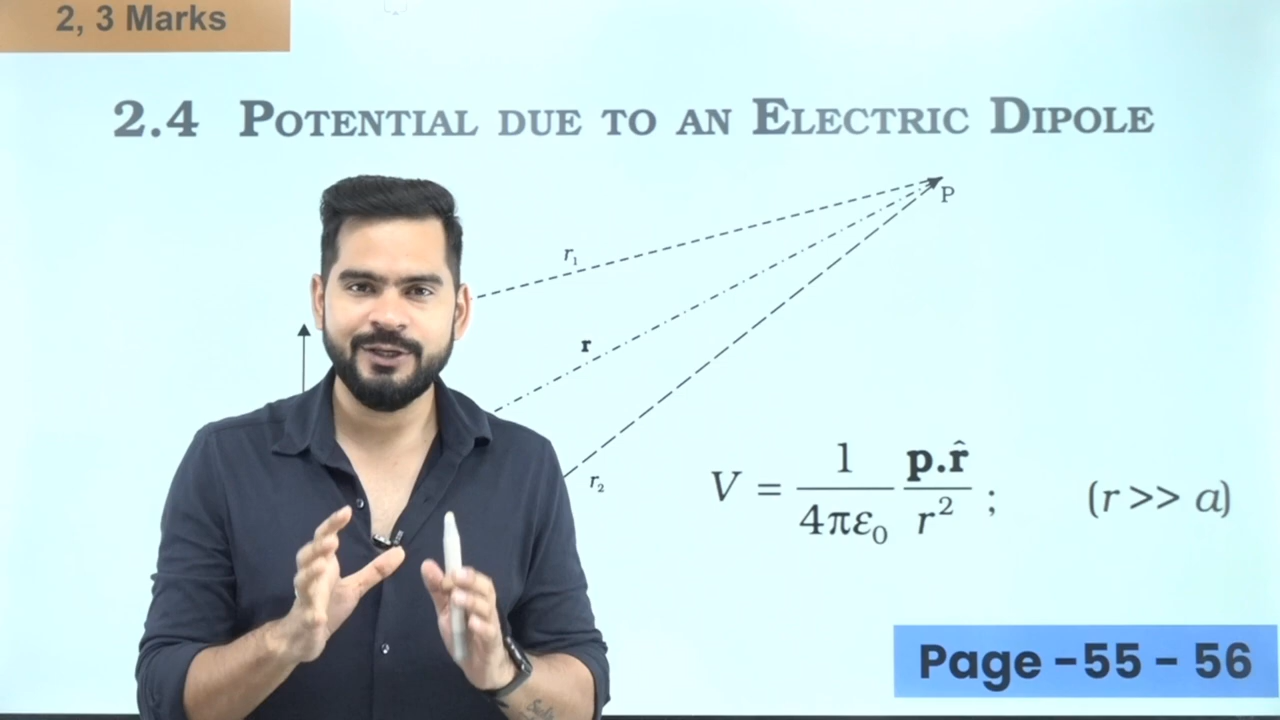 2, 3 Marks
2.4 POTENTIAL DUE TO AN ELECTRIC DIPOLE
P
r₁
r
r₂
V = 1/4πε₀ p.r̂/r² ; (r >> a)
Page -55 - 56